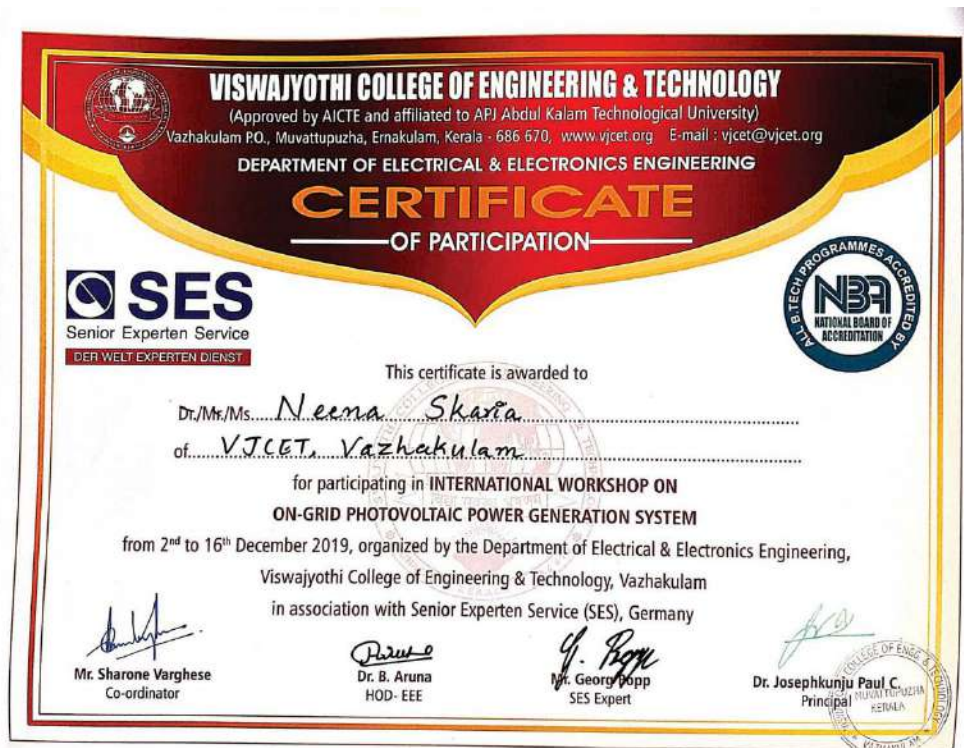 VISWAJYOTHI COLLEGE OF ENGINEERING & TECHNOLOGY
(Approved by AICTE and affiliated to APJ Abdul Kalam Technological University)
Vazhakulam P.O., Muvattupuzha, Ernakulam, Kerala - 686 670, www.vjcet.org E-mail : vjcet@vjcet.org
DEPARTMENT OF ELECTRICAL & ELECTRONICS ENGINEERING
CERTIFICATE
OF PARTICIPATION
SES
Senior Experten Service
DER WELT EXPERTEN DIENST
ALL B.TECH PROGRAMMES ACCREDITED BY
NBA
NATIONAL BOARD OF
ACCREDITATION
This certificate is awarded to
Dr./Mr./Ms. Neena Skaria
of VJCET, Vazhakulam
for participating in INTERNATIONAL WORKSHOP ON
ON-GRID PHOTOVOLTAIC POWER GENERATION SYSTEM
from 2nd to 16th December 2019, organized by the Department of Electrical & Electronics Engineering,
Viswajyothi College of Engineering & Technology, Vazhakulam
in association with Senior Experten Service (SES), Germany
Mr. Sharone Varghese
Co-ordinator
Dr. B. Aruna
HOD- EEE
Mr. Georg Popp
SES Expert
Dr. Josephkunju Paul C.
Principal
MUVATTUPUZHA
KERALA